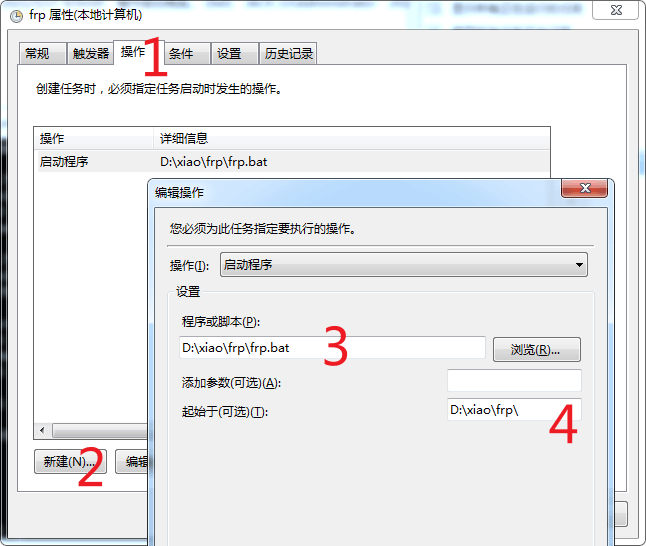 frp 属性(本地计算机)
常规 触发器 操作 条件 设置 历史记录
1
创建任务时，必须指定任务启动时发生的操作。
操作 详细信息
启动程序 D:\xiao\frp\frp.bat
新建(N)... 编辑
2
编辑操作
您必须为此任务指定要执行的操作。
操作(I): 启动程序
设置
程序或脚本(P):
3
D:\xiao\frp\frp.bat 浏览(R)...
添加参数(可选)(A):
起始于(可选)(T): D:\xiao\frp\
4